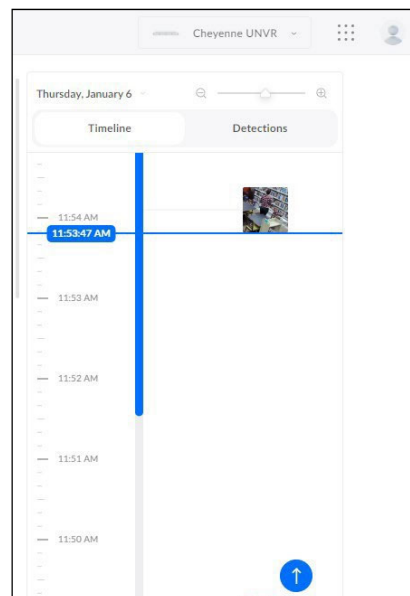 Cheyenne UNVR
Thursday, January 6
Timeline
Detections
11:54 AM
11:53:47 AM
11:53 AM
11:52 AM
11:51 AM
11:50 AM